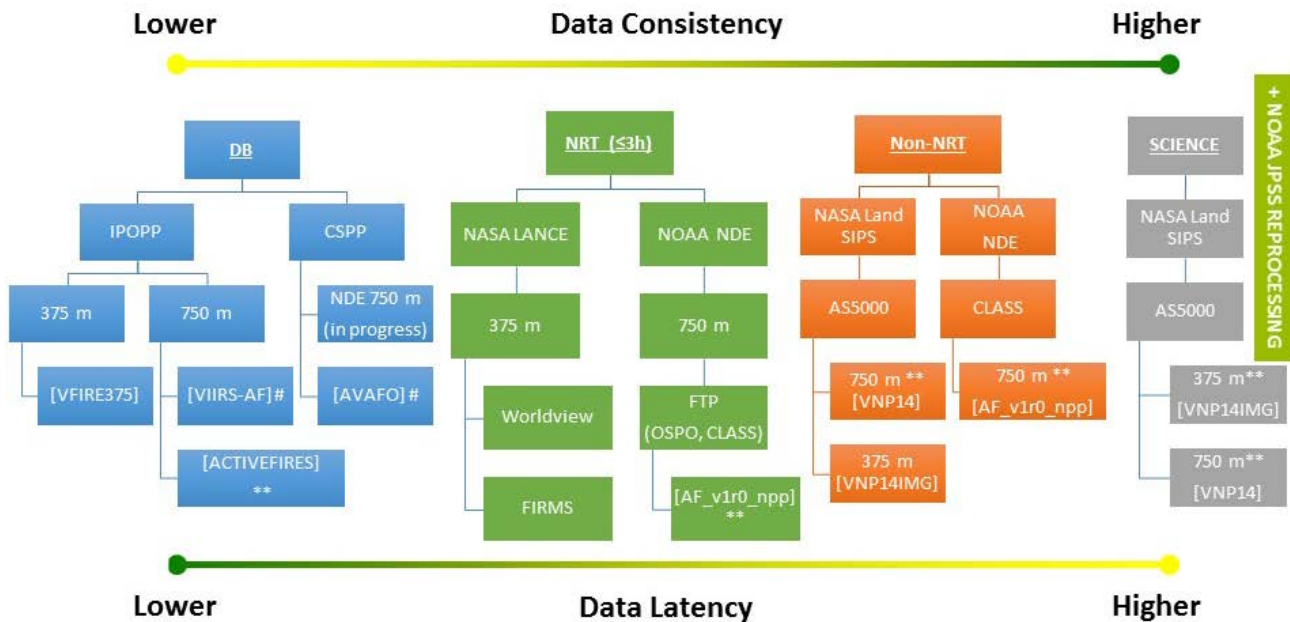 Lower
Data Consistency
Higher
+ NOAA JPSS REPROCESSING
DB
IPOPP
CSPP
375 m
750 m
NDE 750 m
(in progress)
[VFIRE375]
[VIIRS-AF]#
[AVAFO]#
[ACTIVEFIRES]
**
NRT (≤3h)
NASA LANCE
NOAA NDE
375 m
750 m
Worldview
FTP
(OSPO, CLASS)
FIRMS
[AF_v1r0_npp]
**
Non-NRT
NASA Land
SIPS
NOAA
NDE
AS5000
CLASS
750 m **
[VNP14]
750 m **
[AF_v1r0_npp]
375 m
[VNP14IMG]
SCIENCE
NASA Land
SIPS
AS5000
375 m**
[VNP14IMG]
750 m**
[VNP14]
Lower
Data Latency
Higher